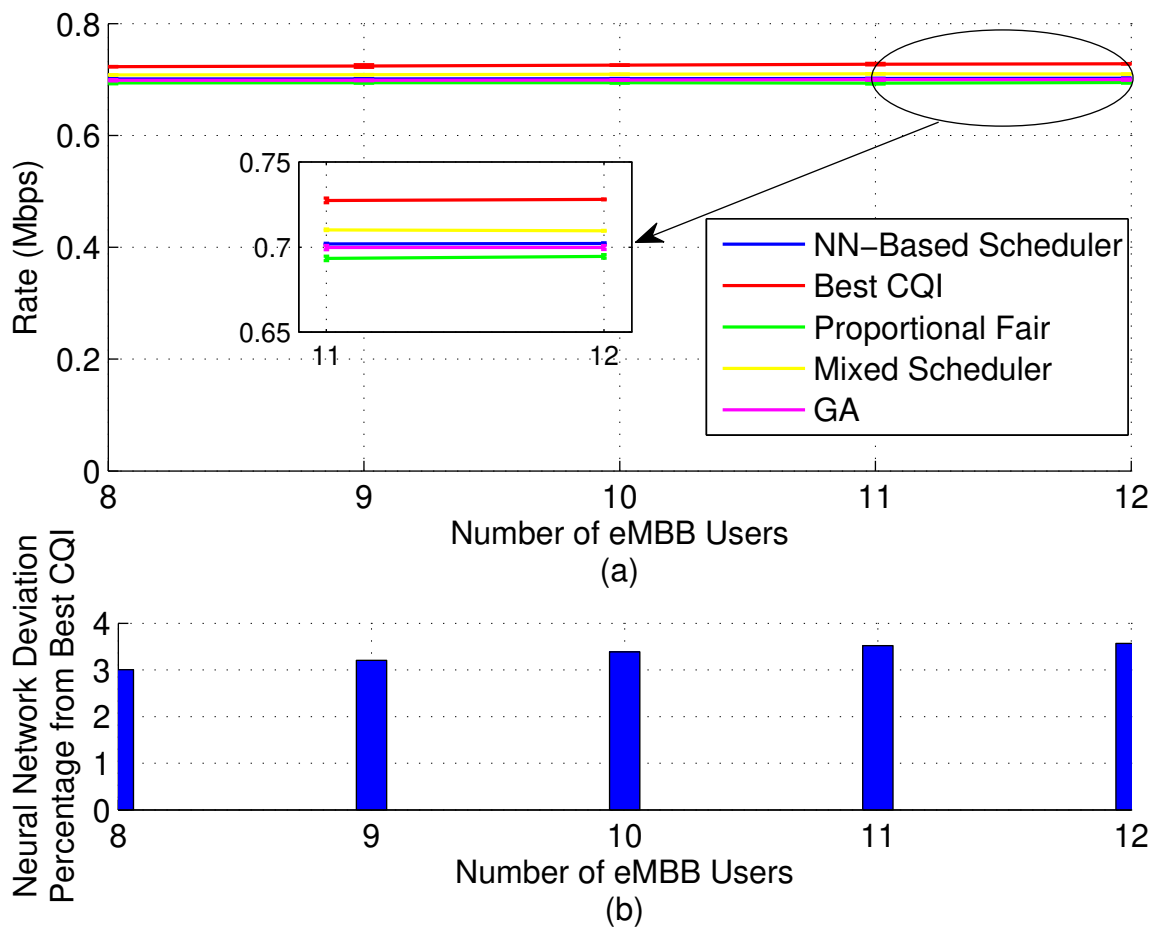 0.8
0.6
0.4
0.2
0
Rate (Mbps)
0.75
0.7
0.65
11 12
NN-Based Scheduler
Best CQI
Proportional Fair
Mixed Scheduler
GA
8 9 10 11 12
Number of eMBB Users
(a)
Neural Network Deviation
Percentage from Best CQI
4
3
2
1
0
8 9 10 11 12
Number of eMBB Users
(b)